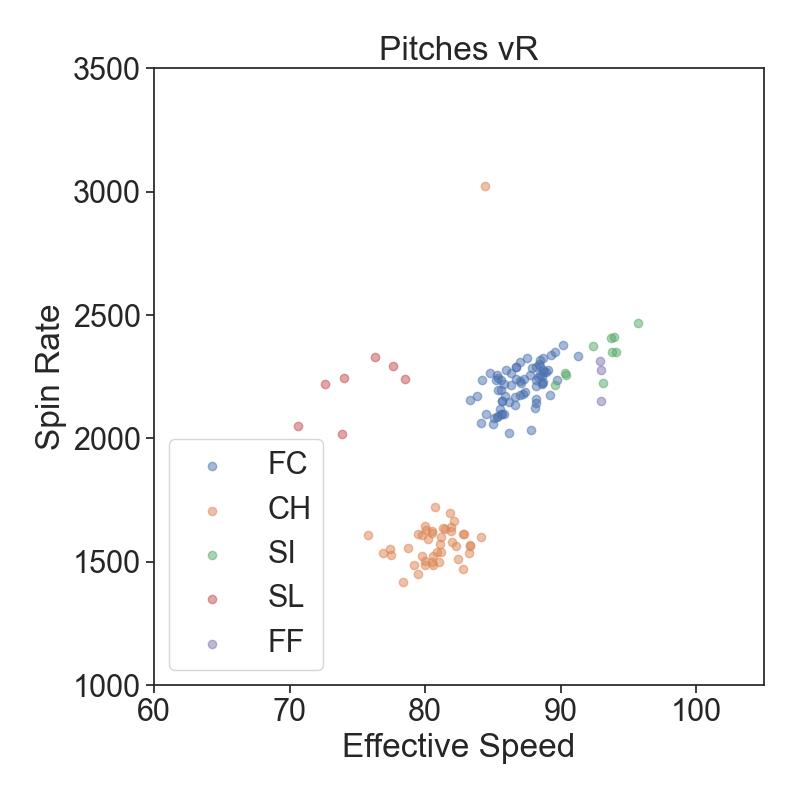 Pitches vR
3500
3000
2500
2000
1500
1000
Spin Rate
FC
CH
SI
SL
FF
60 70 80 90 100
Effective Speed